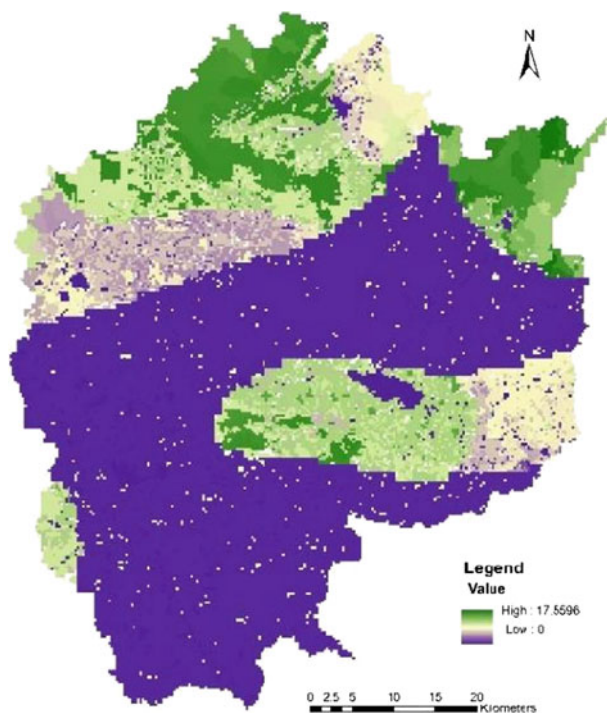 N
Legend
Value
High : 17.5596
Low : 0
0 2.5 5 10 15 20
Kilometers